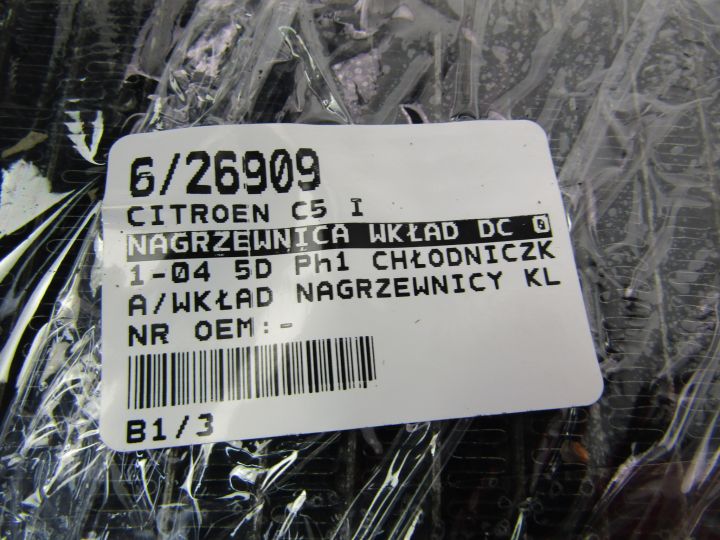 6/26909
CITROEN C5 I
NAGRZEWNICA WKŁAD DC 0
1-04 5D Ph1 CHŁODNICZK
A/WKŁAD NAGRZEWNICY KL
NR OEM:-
B1/3